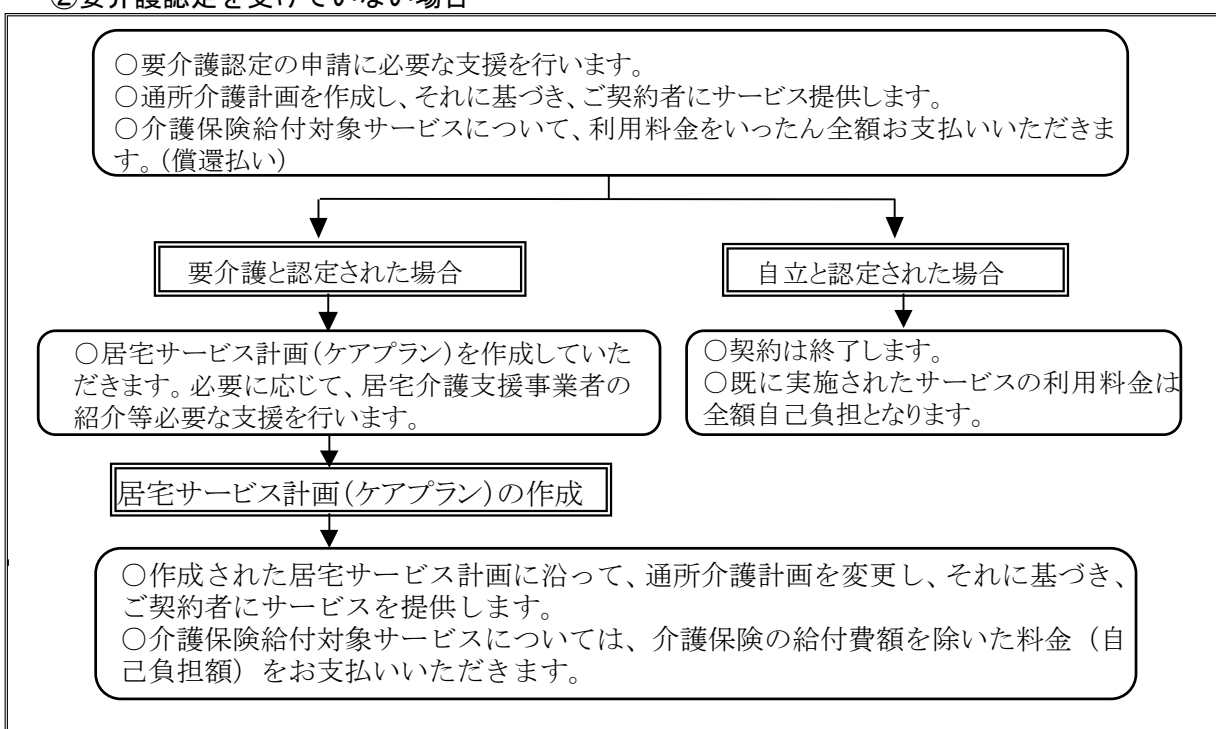 ②要介護認定を受けていない場合
○要介護認定の申請に必要な支援を行います。
○通所介護計画を作成し、それに基づき、ご契約者にサービス提供します。
○介護保険給付対象サービスについて、利用料金をいったん全額お支払いいただきま
す。(償還払い)
要介護と認定された場合
自立と認定された場合
○居宅サービス計画(ケアプラン)を作成していた
だきます。必要に応じて、居宅介護支援事業者の
紹介等必要な支援を行います。
○契約は終了します。
○既に実施されたサービスの利用料金は
全額自己負担となります。
居宅サービス計画(ケアプラン)の作成
○作成された居宅サービス計画に沿って、通所介護計画を変更し、それに基づき、
ご契約者にサービスを提供します。
○介護保険給付対象サービスについては、介護保険の給付費額を除いた料金(自
己負担額)をお支払いいただきます。